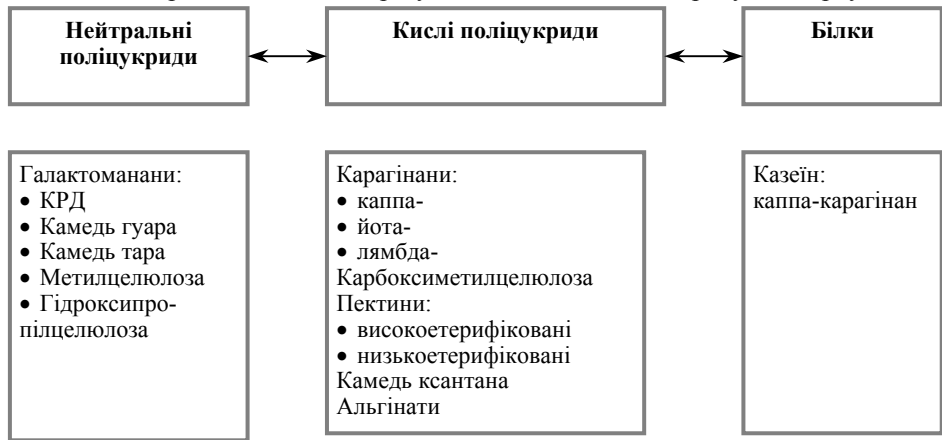 Нейтральні
поліцукриди
Кислі поліцукриди
Білки
Галактоманани:
• КРД
• Камедь гуара
• Камедь тара
• Метилцелюлоза
• Гідроксипро-
пілцелюлоза
Карагінани:
• каппа-
• йота-
• лямбда-
Карбоксиметилцелюлоза
Пектини:
• високоетерифіковані
• низькоетерифіковані
Камедь ксантана
Альгінати
Казеїн:
каппа-карагінан